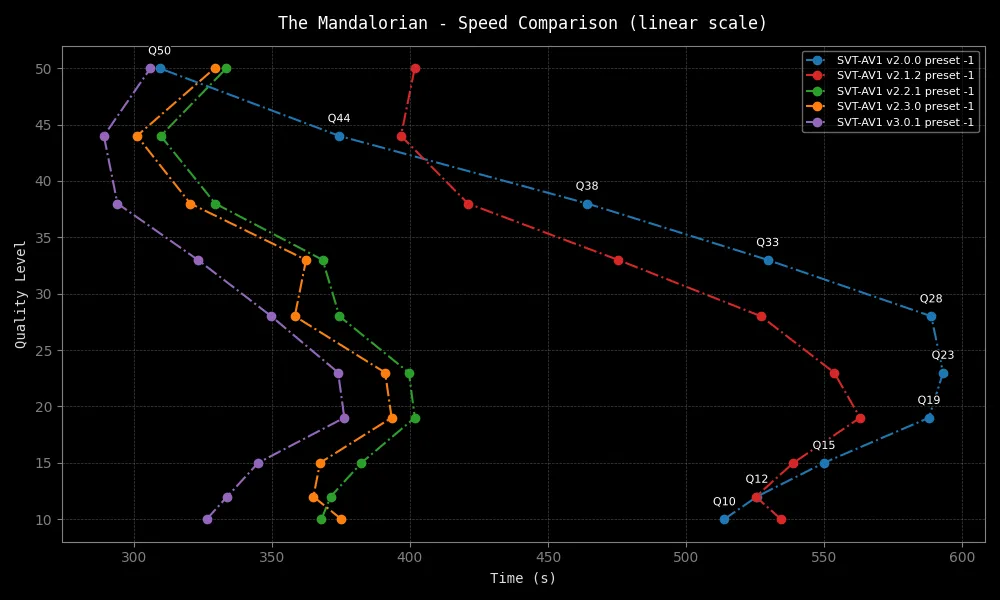 The Mandalorian - Speed Comparison (linear scale)
SVT-AV1 v2.0.0 preset -1
SVT-AV1 v2.1.2 preset -1
SVT-AV1 v2.2.1 preset -1
SVT-AV1 v2.3.0 preset -1
SVT-AV1 v3.0.1 preset -1
Q50
Q44
Q38
Q33
Q28
Q23
Q19
Q15
Q12
Q10
Quality Level
50
45
40
35
30
25
20
15
10
300 350 400 450 500 550 600
Time (s)